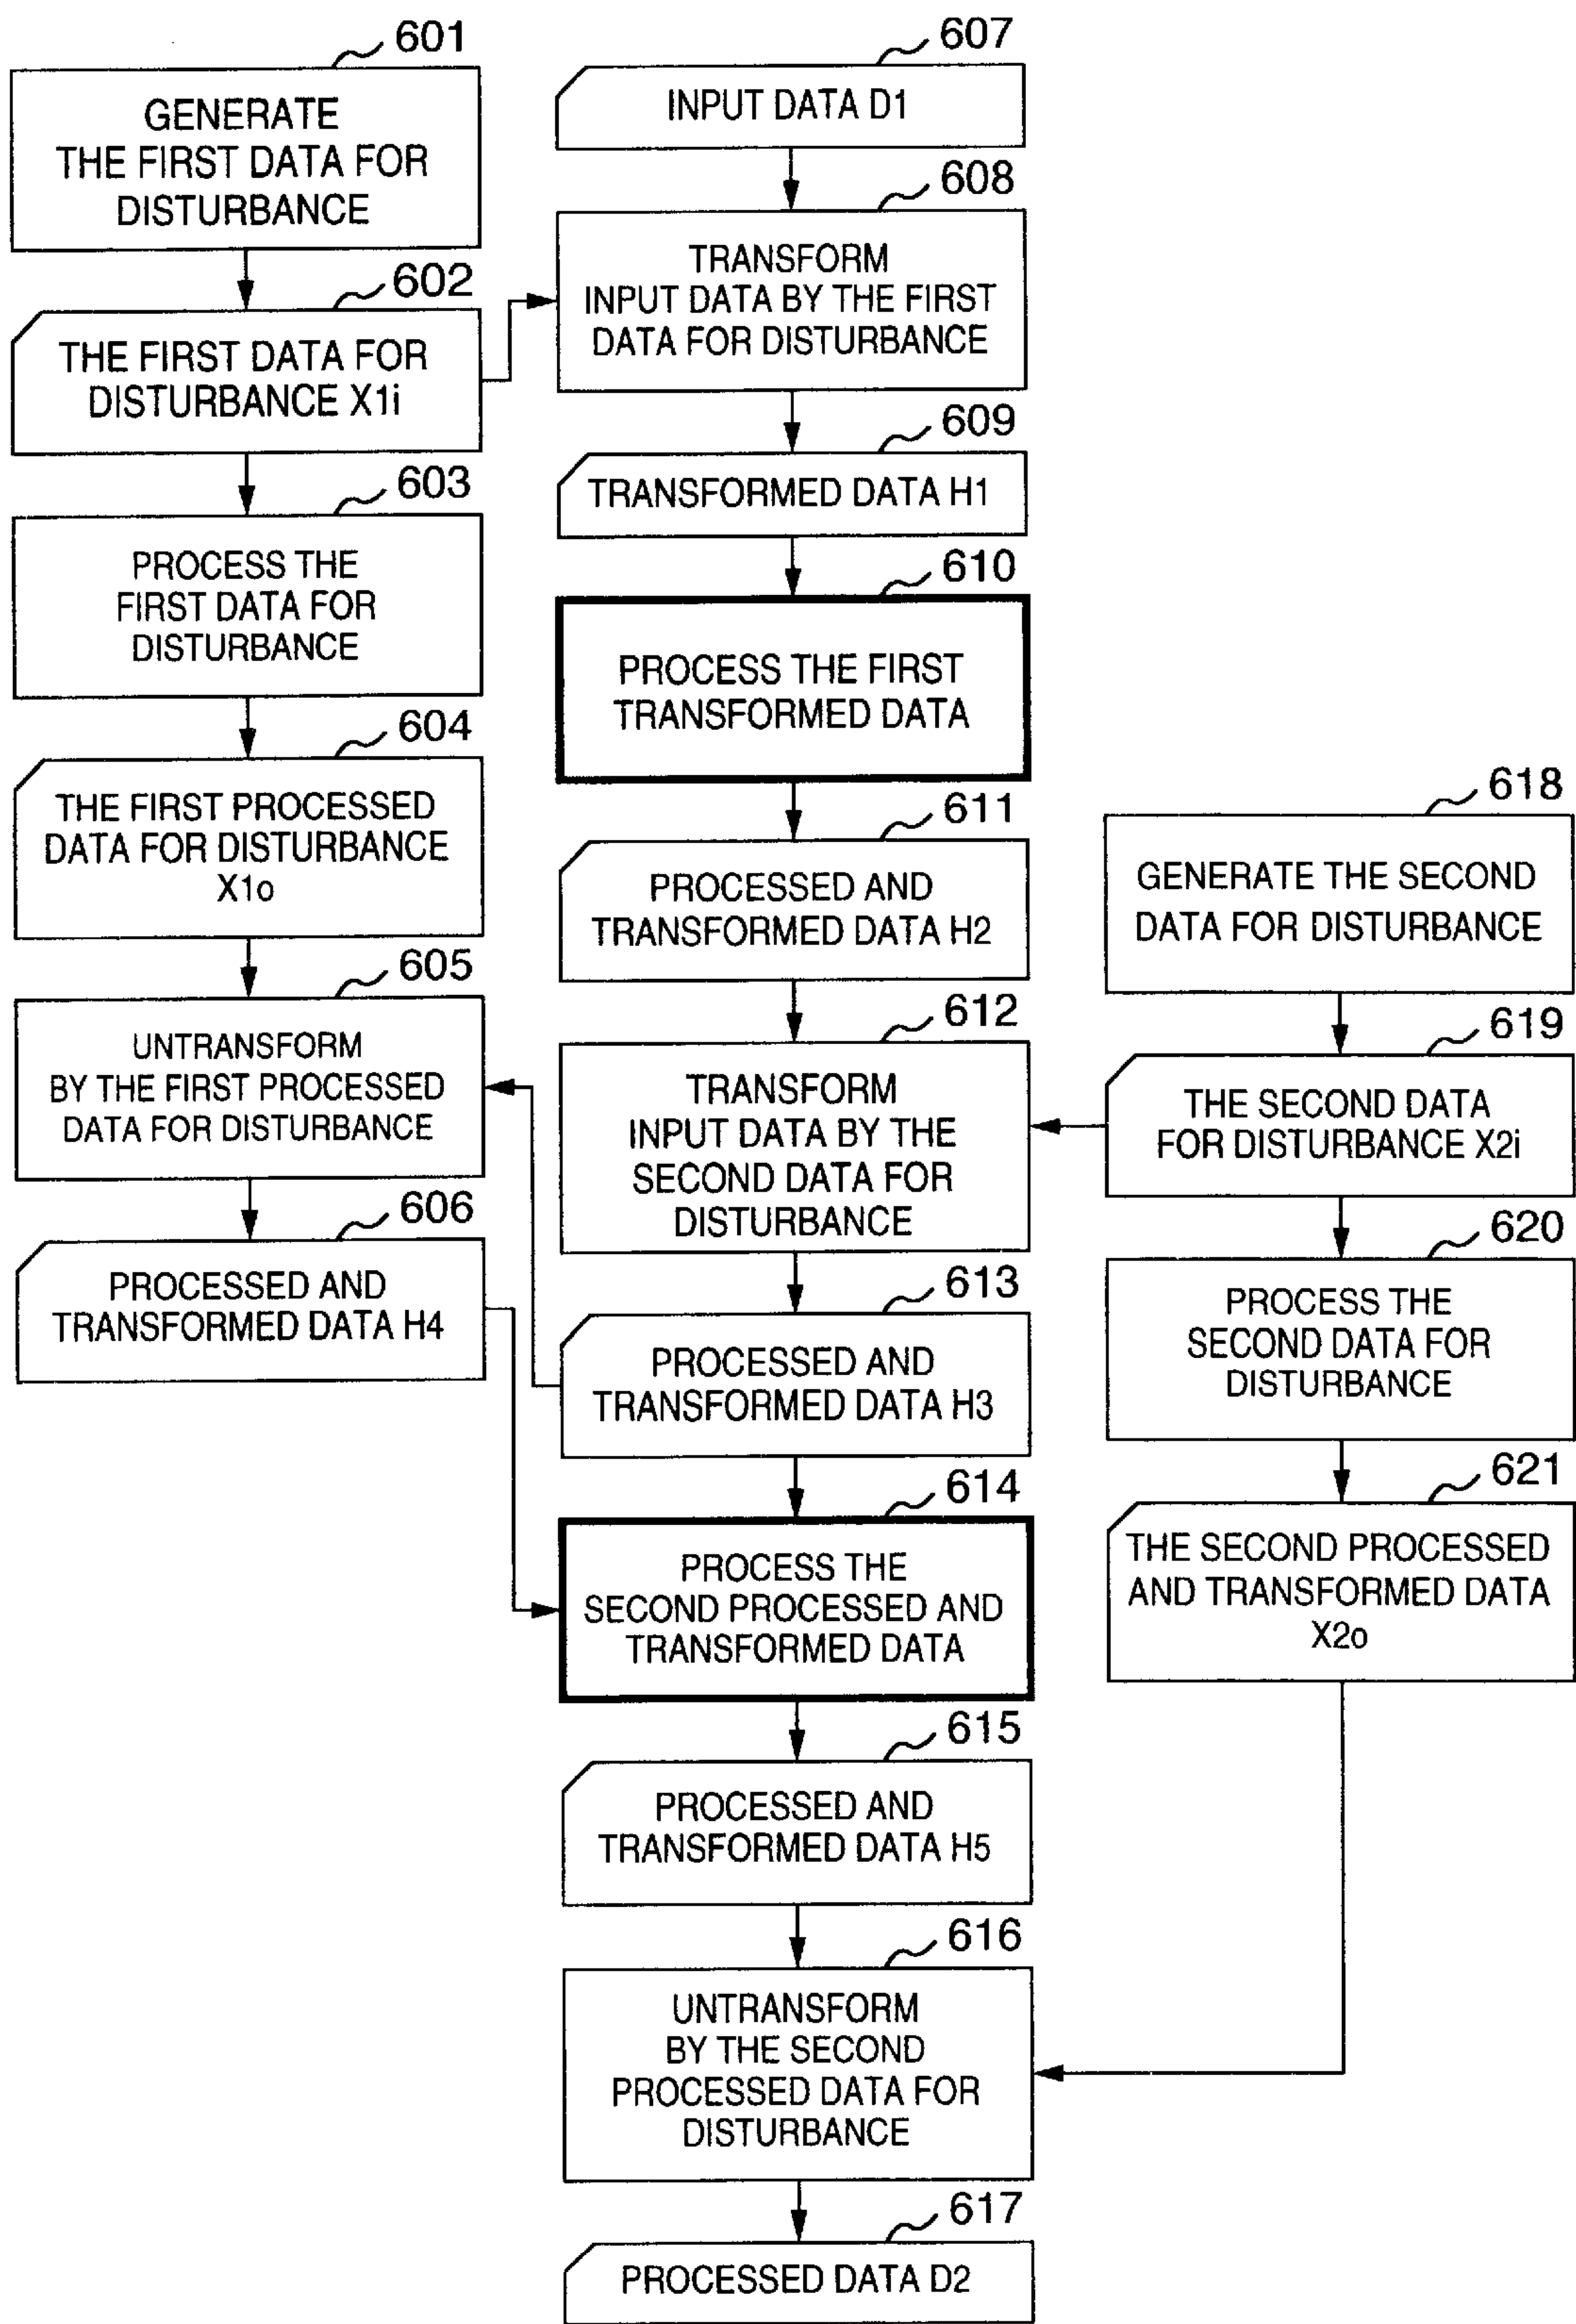 601
GENERATE
THE FIRST DATA FOR
DISTURBANCE
602
THE FIRST DATA FOR
DISTURBANCE X1i
603
PROCESS THE
FIRST DATA FOR
DISTURBANCE
604
THE FIRST PROCESSED
DATA FOR DISTURBANCE
X1o
605
UNTRANSFORM
BY THE FIRST PROCESSED
DATA FOR DISTURBANCE
606
PROCESSED AND
TRANSFORMED DATA H4
607
INPUT DATA D1
608
TRANSFORM
INPUT DATA BY THE FIRST
DATA FOR DISTURBANCE
609
TRANSFORMED DATA H1
610
PROCESS THE FIRST
TRANSFORMED DATA
611
PROCESSED AND
TRANSFORMED DATA H2
612
TRANSFORM
INPUT DATA BY THE
SECOND DATA FOR
DISTURBANCE
613
PROCESSED AND
TRANSFORMED DATA H3
614
PROCESS THE
SECOND PROCESSED AND
TRANSFORMED DATA
615
PROCESSED AND
TRANSFORMED DATA H5
616
UNTRANSFORM
BY THE SECOND
PROCESSED DATA FOR
DISTURBANCE
617
PROCESSED DATA D2
618
GENERATE THE SECOND
DATA FOR DISTURBANCE
619
THE SECOND DATA
FOR DISTURBANCE X2i
620
PROCESS THE
SECOND DATA FOR
DISTURBANCE
621
THE SECOND PROCESSED
AND TRANSFORMED DATA
X2o